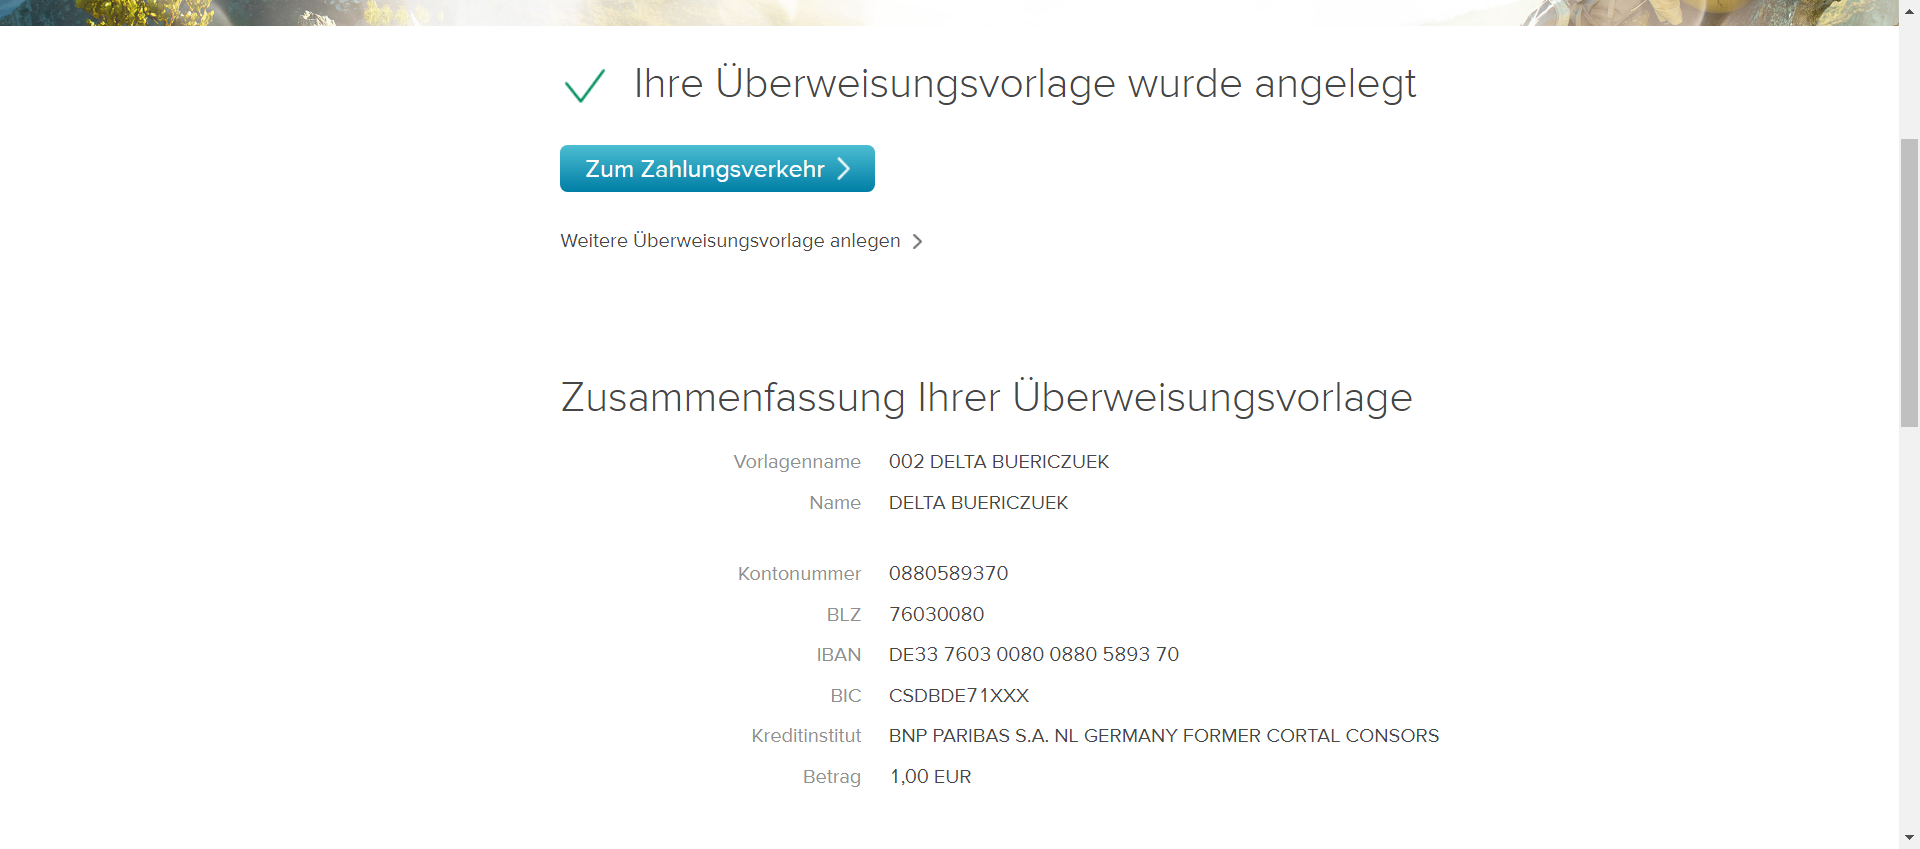 Ihre Überweisungsvorlage wurde angelegt
Zum Zahlungsverkehr
Weitere Überweisungsvorlage anlegen
Zusammenfassung Ihrer Überweisungsvorlage
Vorlagenname 002 DELTA BUERICZUEK
Name DELTA BUERICZUEK
Kontonummer 0880589370
BLZ 76030080
IBAN DE33 7603 0080 0880 5893 70
BIC CSDBDE71XXX
Kreditinstitut BNP PARIBAS S.A. NL GERMANY FORMER CORTAL CONSORS
Betrag 1,00 EUR